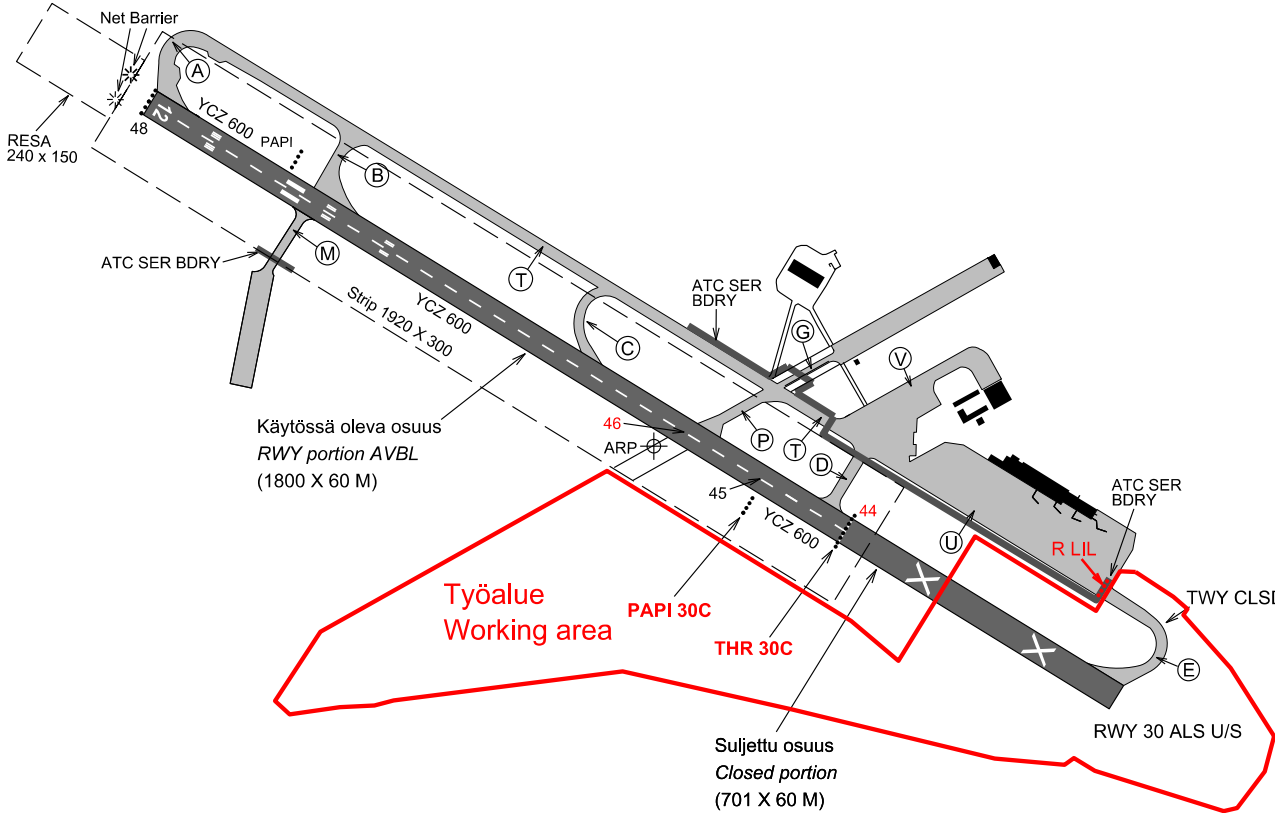 Net Barrier
A
12
YCZ 600
48
PAPI
RESA
240 x 150
B
M
ATC SER BDRY
T
Strip 1920 X 300
YCZ 600
ATC SER
BDRY
G
C
V
Käytössä oleva osuus
RWY portion AVBL
(1800 X 60 M)
46
ARP
P
T
D
45
YCZ 600
44
ATC SER
BDRY
U
R LIL
Työalue
Working area
PAPI 30C
THR 30C
TWY CLSD
X
X
E
RWY 30 ALS U/S
Suljettu osuus
Closed portion
(701 X 60 M)